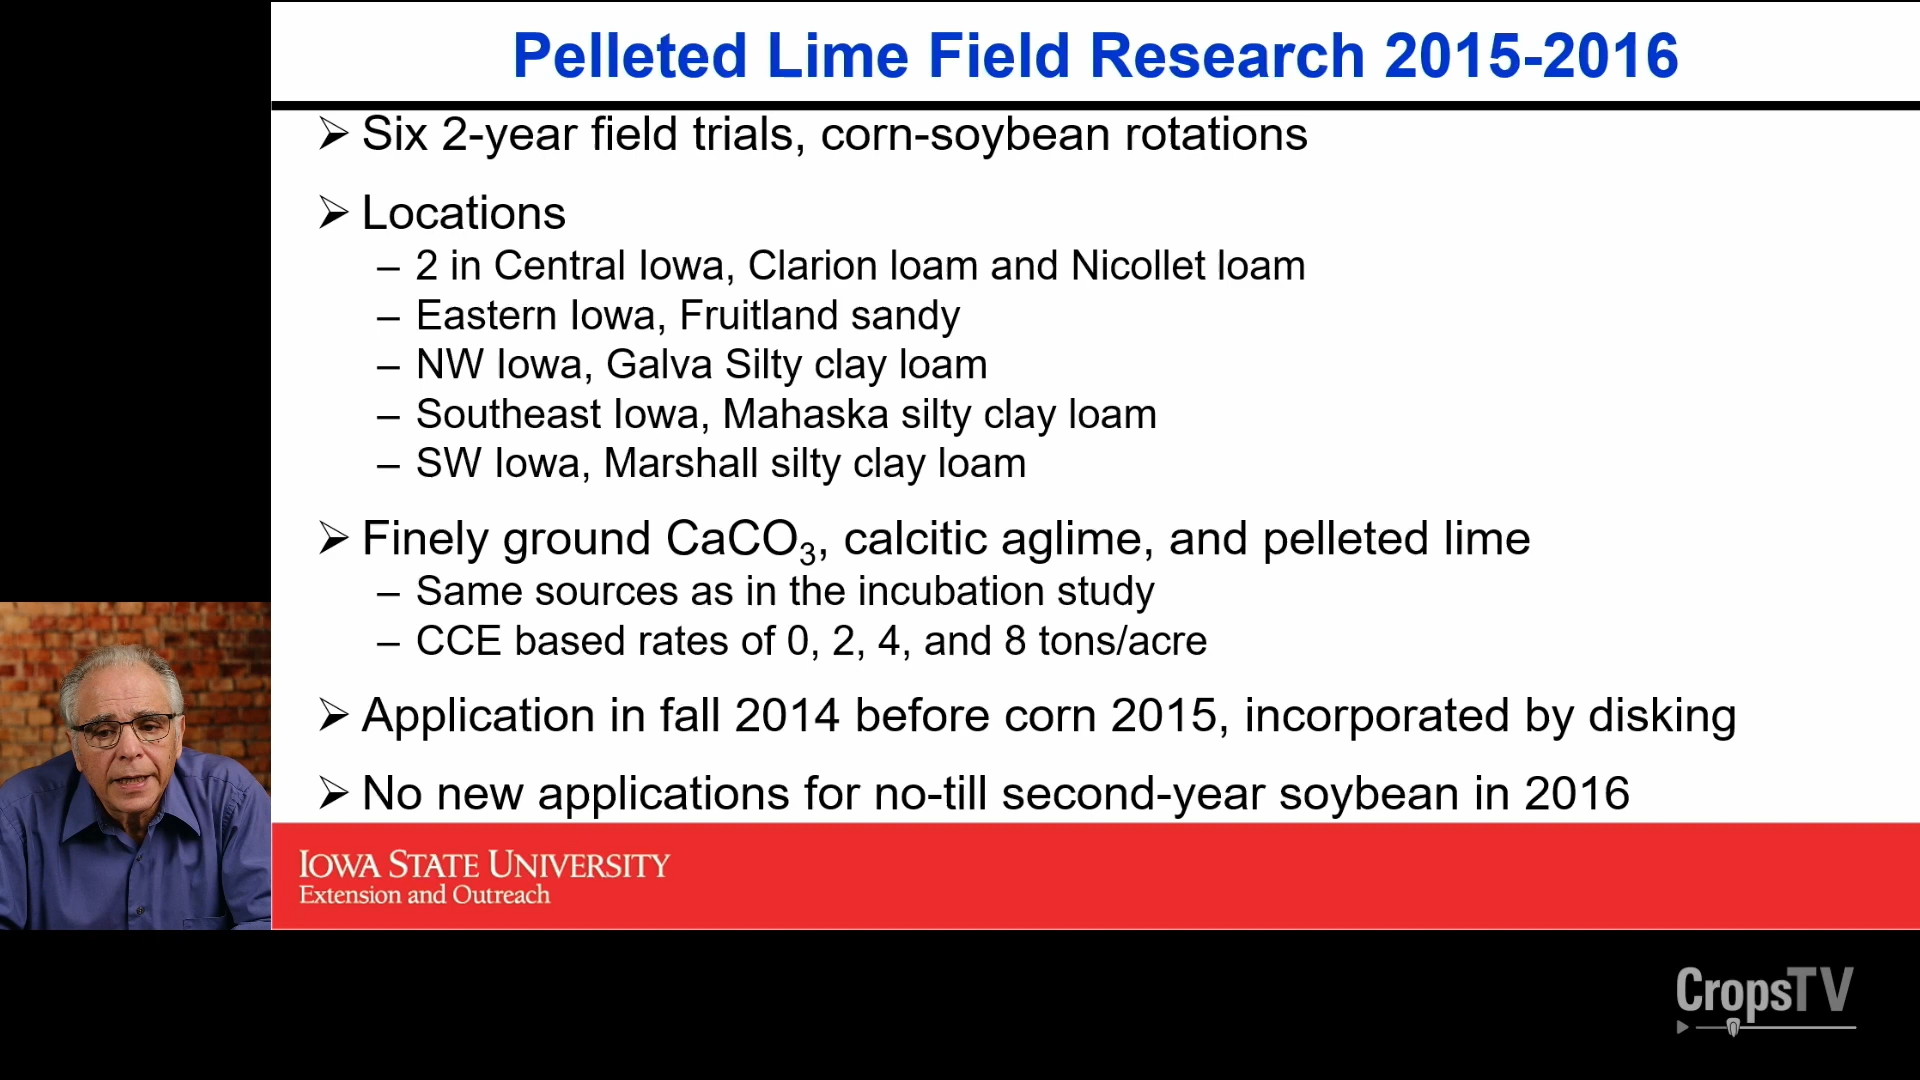 Pelleted Lime Field Research 2015-2016
➢ Six 2-year field trials, corn-soybean rotations
➢ Locations
– 2 in Central Iowa, Clarion loam and Nicollet loam
– Eastern Iowa, Fruitland sandy
– NW Iowa, Galva Silty clay loam
– Southeast Iowa, Mahaska silty clay loam
– SW Iowa, Marshall silty clay loam
➢ Finely ground CaCO₃, calcitic aglime, and pelleted lime
– Same sources as in the incubation study
– CCE based rates of 0, 2, 4, and 8 tons/acre
➢ Application in fall 2014 before corn 2015, incorporated by disking
➢ No new applications for no-till second-year soybean in 2016
IOWA STATE UNIVERSITY
Extension and Outreach
CropsTV